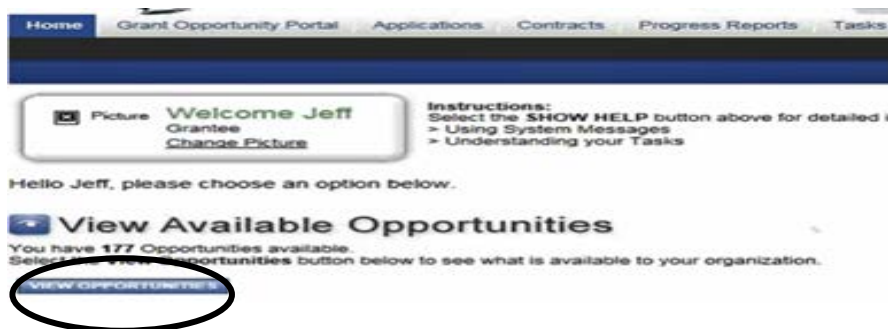 Home Grant Opportunity Portal Applications Contracts Progress Reports Tasks
Picture Welcome Jeff
Grantee
Change Picture
Instructions:
Select the SHOW HELP button above for detailed i
> Using System Messages
> Understanding your Tasks
Hello Jeff, please choose an option below.
View Available Opportunities
You have 177 Opportunities available.
Select the View Opportunities button below to see what is available to your organization.
VIEW OPPORTUNITIES